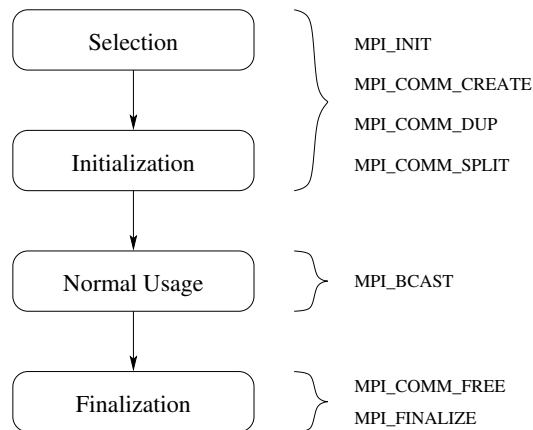 Selection
Initialization
MPI_INIT
MPI_COMM_CREATE
MPI_COMM_DUP
MPI_COMM_SPLIT
Normal Usage
MPI_BCAST
Finalization
MPI_COMM_FREE
MPI_FINALIZE